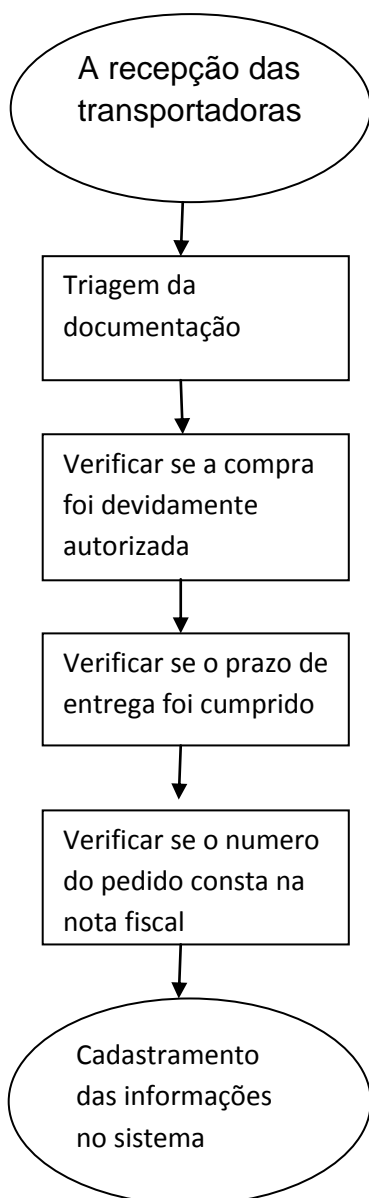 A recepção das
transportadoras
Triagem da
documentação
Verificar se a compra
foi devidamente
autorizada
Verificar se o prazo de
entrega foi cumprido
Verificar se o numero
do pedido consta na
nota fiscal
Cadastramento
das informações
no sistema